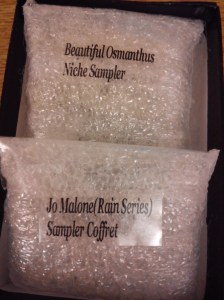 Beautiful Osmanthus
Niche Sampler
Jo Malone(Rain Series)
Sampler Coffret